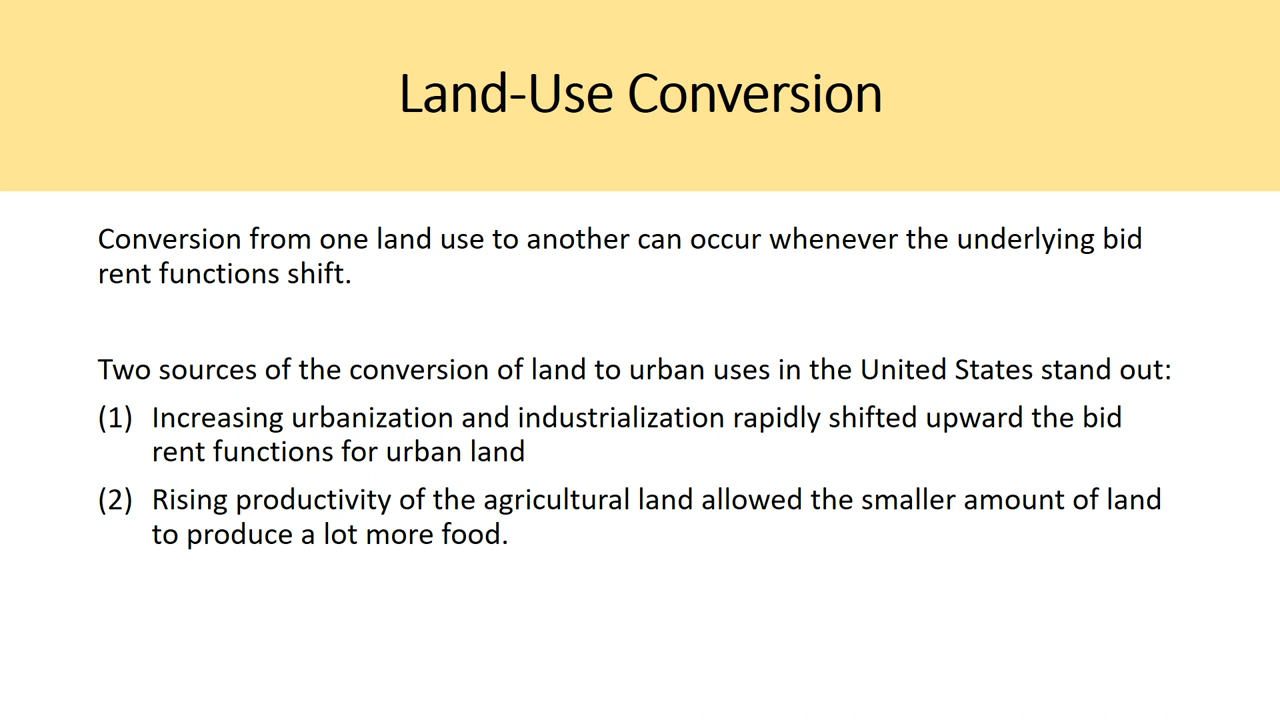 Land-Use Conversion
Conversion from one land use to another can occur whenever the underlying bid
rent functions shift.
Two sources of the conversion of land to urban uses in the United States stand out:
(1) Increasing urbanization and industrialization rapidly shifted upward the bid
rent functions for urban land
(2) Rising productivity of the agricultural land allowed the smaller amount of land
to produce a lot more food.